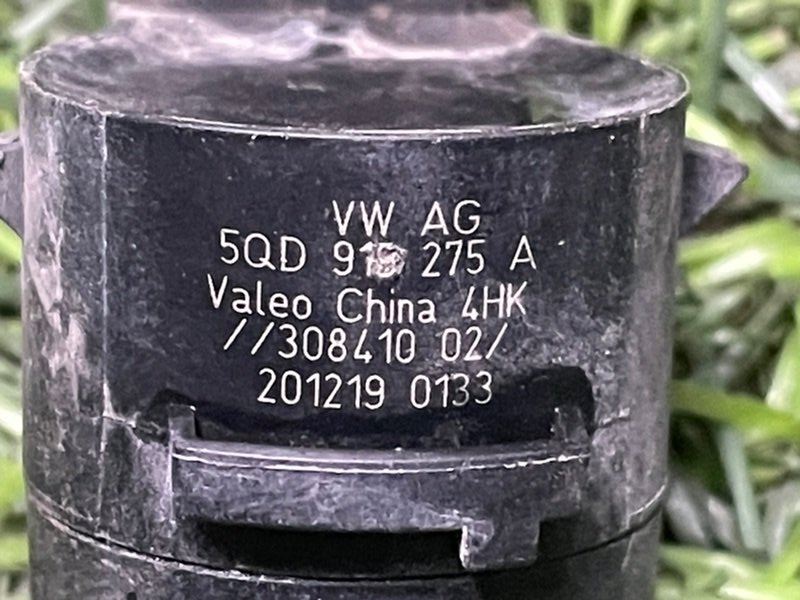 VW AG
5QD 275 A
Valeo China 4HK
//308410 02/
201219 0133